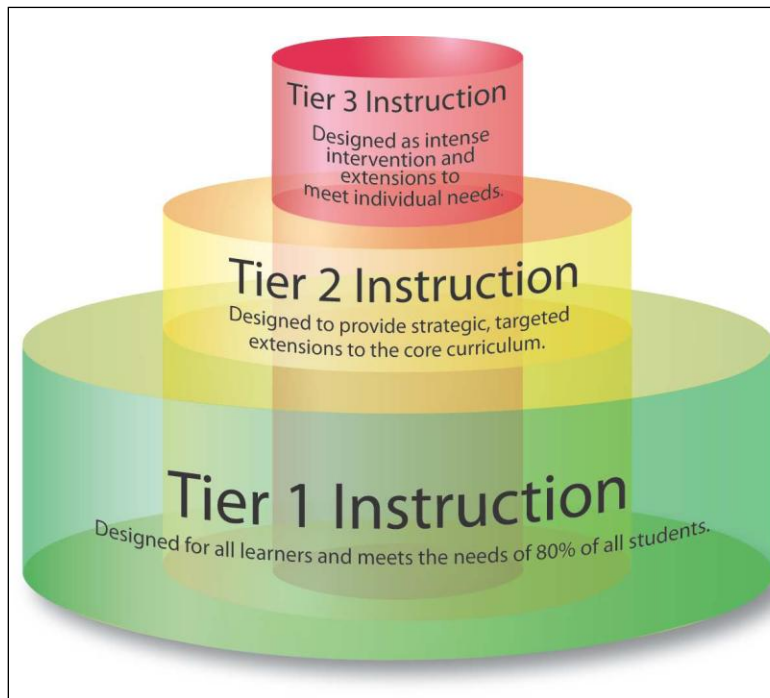 Tier 3 Instruction
Designed as intense
intervention and
extensions to
meet individual needs.
Tier 2 Instruction
Designed to provide strategic, targeted
extensions to the core curriculum.
Tier 1 Instruction
Designed for all learners and meets the needs of 80% of all students.